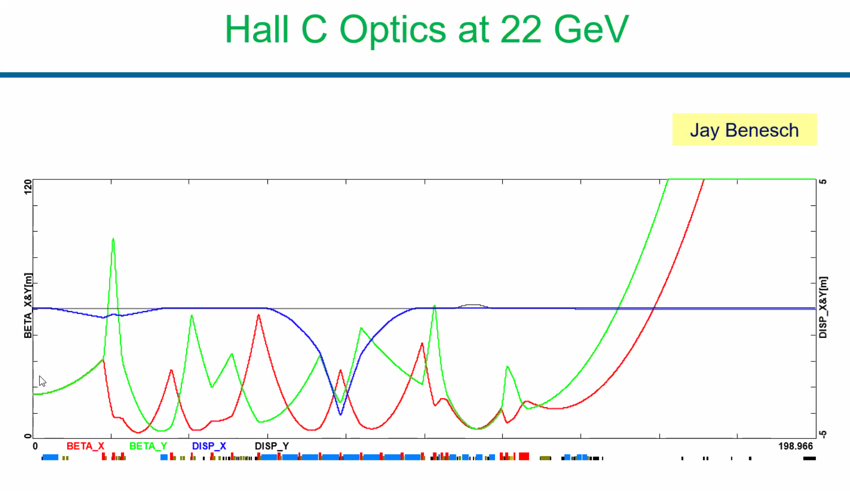 Hall C Optics at 22 GeV
Jay Benesch
120
5
BETA_X&Y[m]
DISP_X&Y[m]
0
-5
0
BETA_X
BETA_Y
DISP_X
DISP_Y
198.966